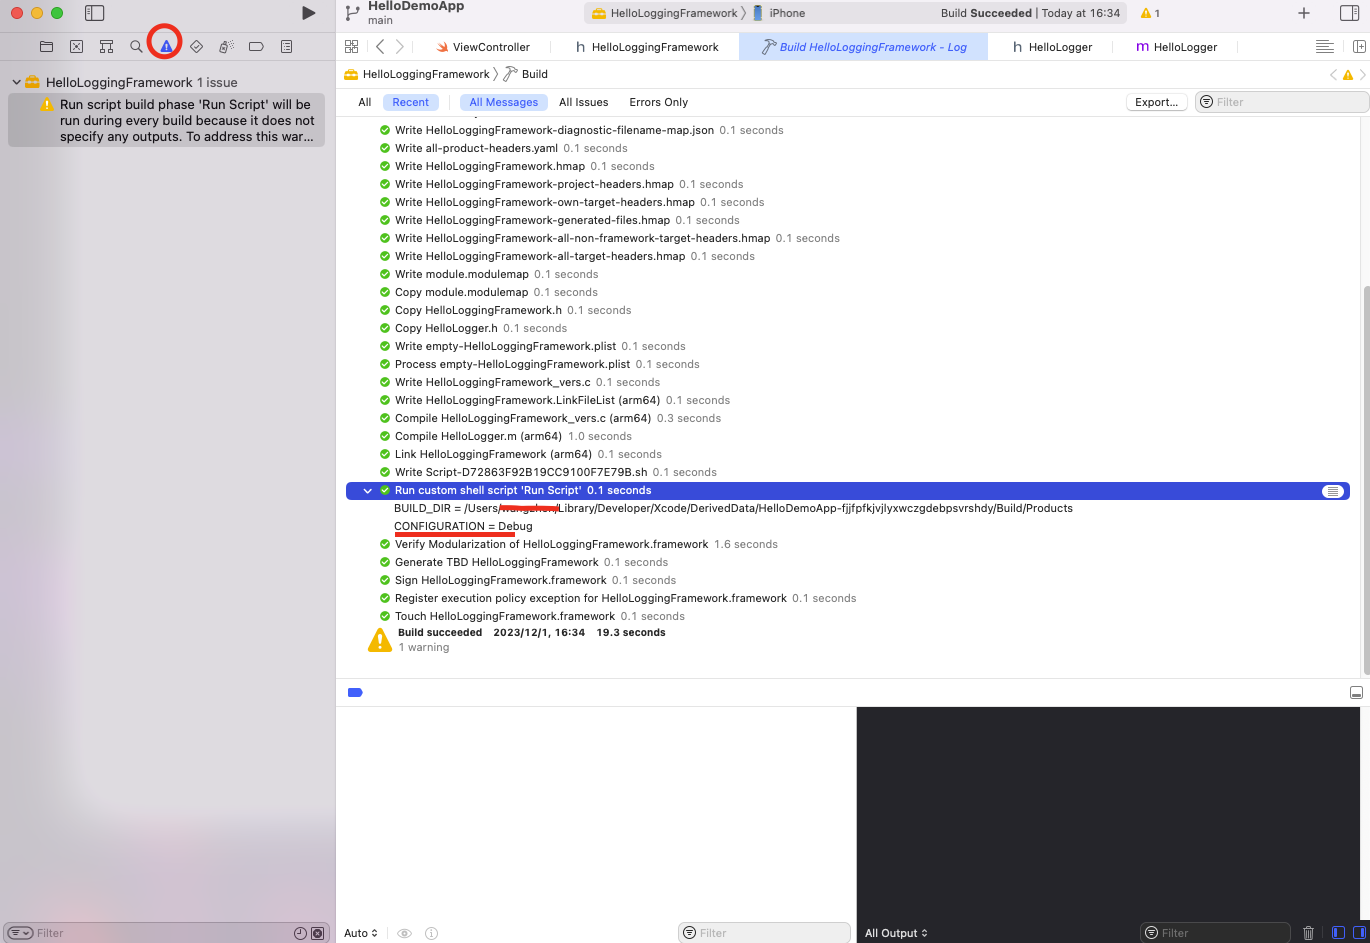 HelloDemoApp
main
HelloLoggingFramework 〉 iPhone
Build Succeeded | Today at 16:34
1
ViewController
h HelloLoggingFramework
Build HelloLoggingFramework - Log
h HelloLogger
m HelloLogger
HelloLoggingFramework 1 issue
Run script build phase 'Run Script' will be
run during every build because it does not
specify any outputs. To address this war...
HelloLoggingFramework 〉 Build
All Recent All Messages All Issues Errors Only
Export...
Filter
Write HelloLoggingFramework-diagnostic-filename-map.json 0.1 seconds
Write all-product-headers.yaml 0.1 seconds
Write HelloLoggingFramework.hmap 0.1 seconds
Write HelloLoggingFramework-project-headers.hmap 0.1 seconds
Write HelloLoggingFramework-own-target-headers.hmap 0.1 seconds
Write HelloLoggingFramework-generated-files.hmap 0.1 seconds
Write HelloLoggingFramework-all-non-framework-target-headers.hmap 0.1 seconds
Write HelloLoggingFramework-all-target-headers.hmap 0.1 seconds
Write module.modulemap 0.1 seconds
Copy module.modulemap 0.1 seconds
Copy HelloLoggingFramework.h 0.1 seconds
Copy HelloLogger.h 0.1 seconds
Write empty-HelloLoggingFramework.plist 0.1 seconds
Process empty-HelloLoggingFramework.plist 0.1 seconds
Write HelloLoggingFramework_vers.c 0.1 seconds
Write HelloLoggingFramework.LinkFileList (arm64) 0.1 seconds
Compile HelloLoggingFramework_vers.c (arm64) 0.3 seconds
Compile HelloLogger.m (arm64) 1.0 seconds
Link HelloLoggingFramework (arm64) 0.1 seconds
Write Script-D72863F92B19CC9100F7E79B.sh 0.1 seconds
Run custom shell script 'Run Script' 0.1 seconds
BUILD_DIR = /Users/ /Library/Developer/Xcode/DerivedData/HelloDemoApp-fjjfpfkjvjlyxwczgdebpsvrshdy/Build/Products
CONFIGURATION = Debug
Verify Modularization of HelloLoggingFramework.framework 1.6 seconds
Generate TBD HelloLoggingFramework 0.1 seconds
Sign HelloLoggingFramework.framework 0.1 seconds
Register execution policy exception for HelloLoggingFramework.framework 0.1 seconds
Touch HelloLoggingFramework.framework 0.1 seconds
Build succeeded 2023/12/1, 16:34 19.3 seconds
1 warning
Filter
Auto
Filter
All Output
Filter